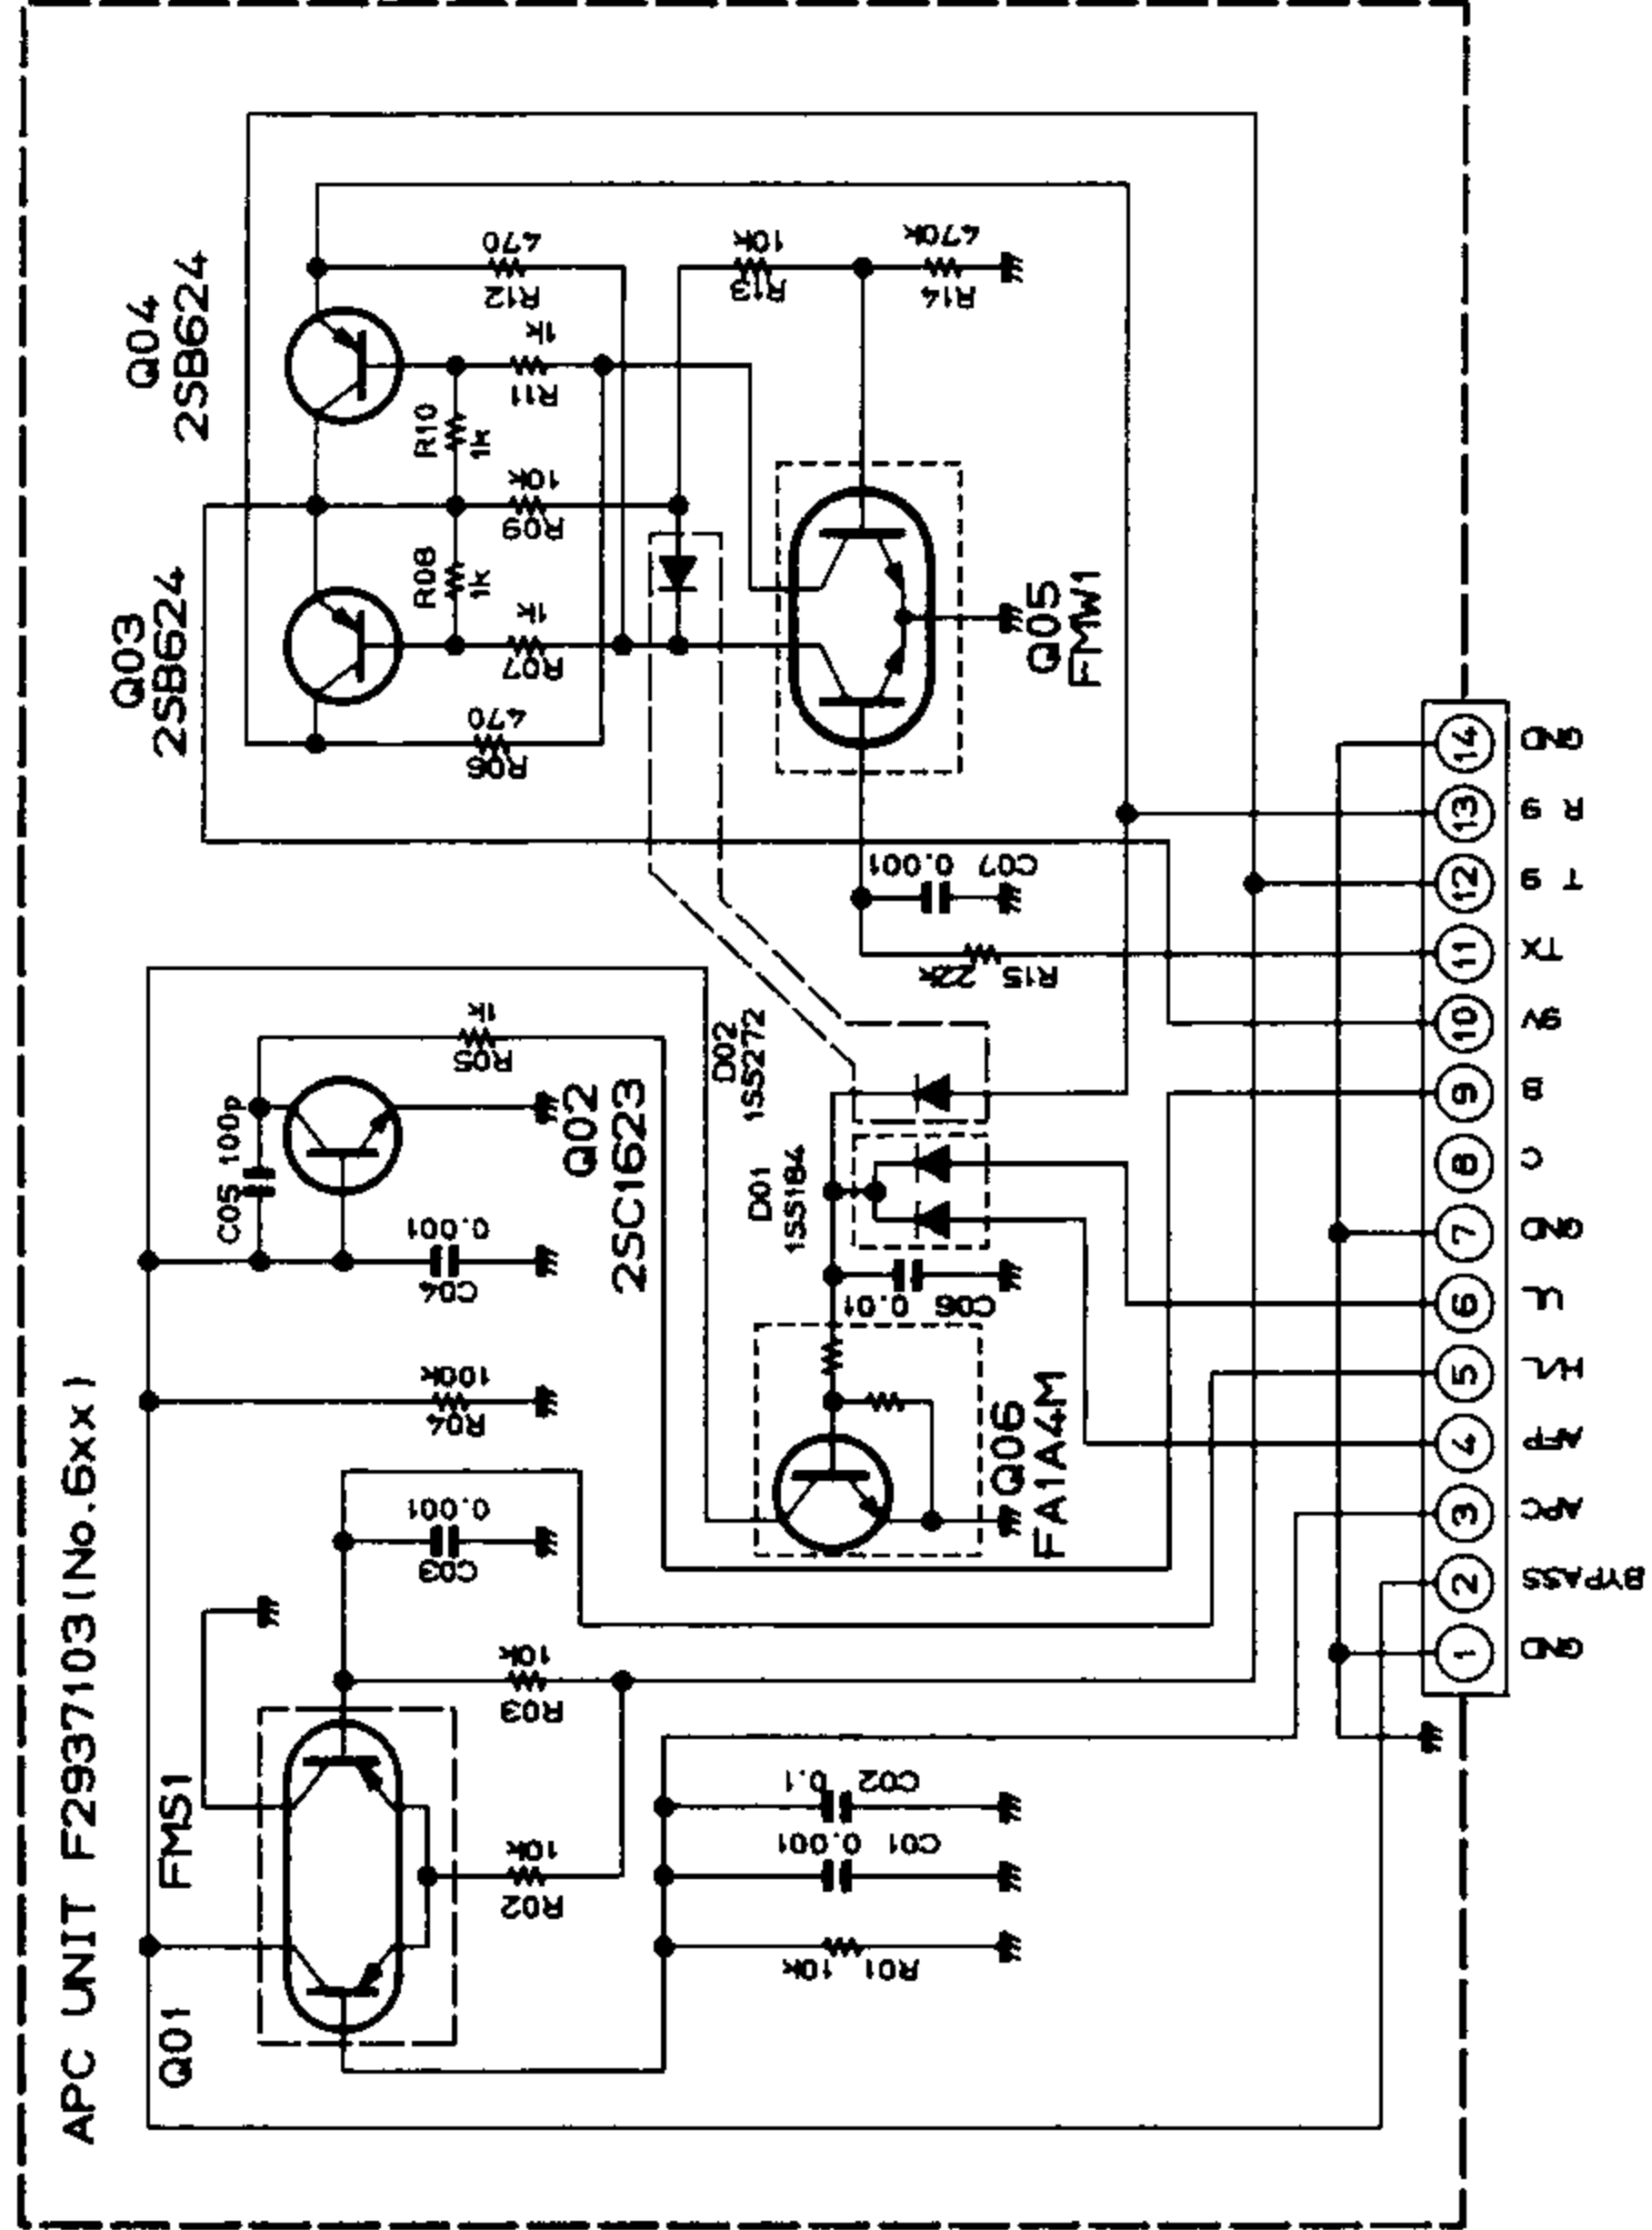 APC UNIT F2937103(No.6xx)
Q01
FMS1
R02
10k
R03
10k
R01 10k
C01 0.001
C02
0.1
C03
0.001
R04
100k
C04
0.001
C05 100p
Q02
2SC1623
R05
1k
Q06
FA1A4M
C06
0.01
D01
1SS184
D02
1SS272
R15 22k
C07
0.001
Q03
2SB624
Q04
2SB624
R06
470
R07
1k
R08
1k
R09
10k
R10
1k
R11
1k
R12
470
R13
10k
R14
470k
Q05
FMW1
1 GND
2 BYPASS
3 APC
4 AFP
5 H/L
6 UL
7 GND
8 C
9 B
10 9V
11 TX
12 T 9
13 R 9
14 GND